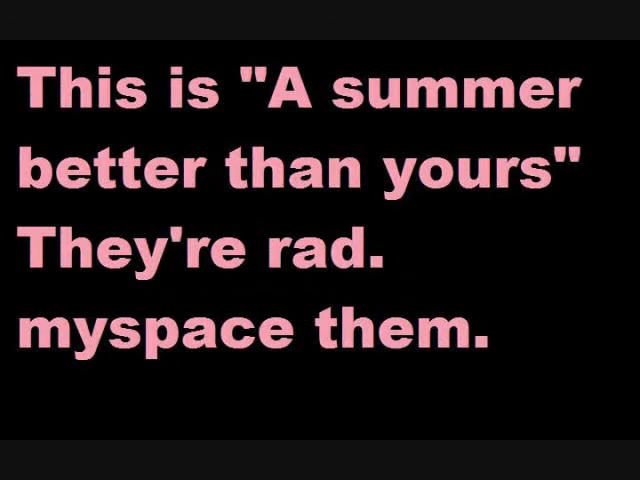 This is "A summer
better than yours"
They're rad.
myspace them.